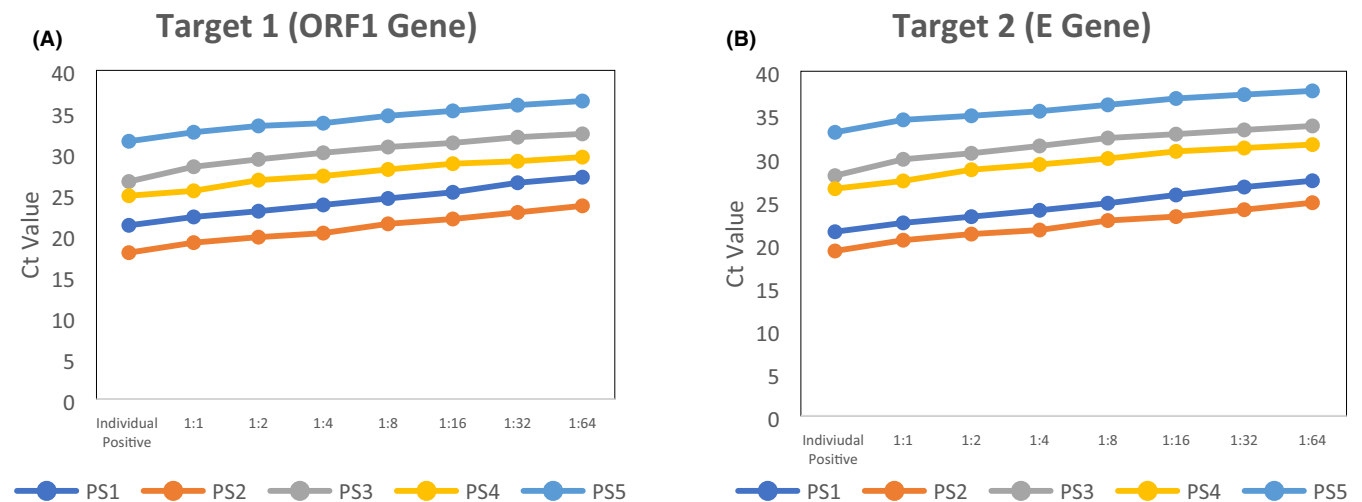 (A) Target 1 (ORF1 Gene)
40
35
30
25
20
15
10
5
0
Ct Value
Individual Positive 1:1 1:2 1:4 1:8 1:16 1:32 1:64
PS1 PS2 PS3 PS4 PS5
(B) Target 2 (E Gene)
40
35
30
25
20
15
10
5
0
Ct Value
Indiviudal Positive 1:1 1:2 1:4 1:8 1:16 1:32 1:64
PS1 PS2 PS3 PS4 PS5